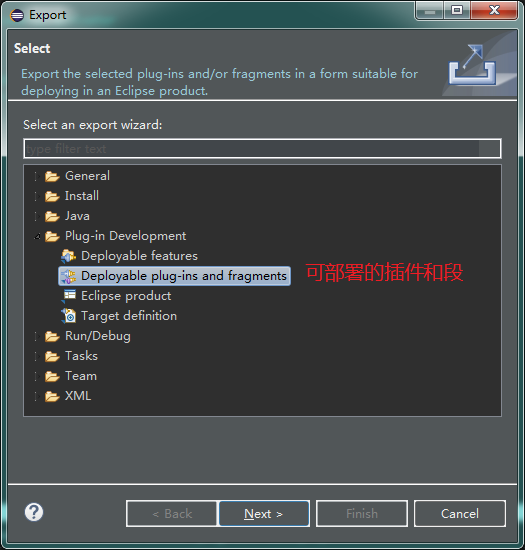 Export
Select
Export the selected plug-ins and/or fragments in a form suitable for
deploying in an Eclipse product.
Select an export wizard:
type filter text
General
Install
Java
Plug-in Development
Deployable features
Deployable plug-ins and fragments 可部署的插件和段
Eclipse product
Target definition
Run/Debug
Tasks
Team
XML
? < Back Next > Finish Cancel